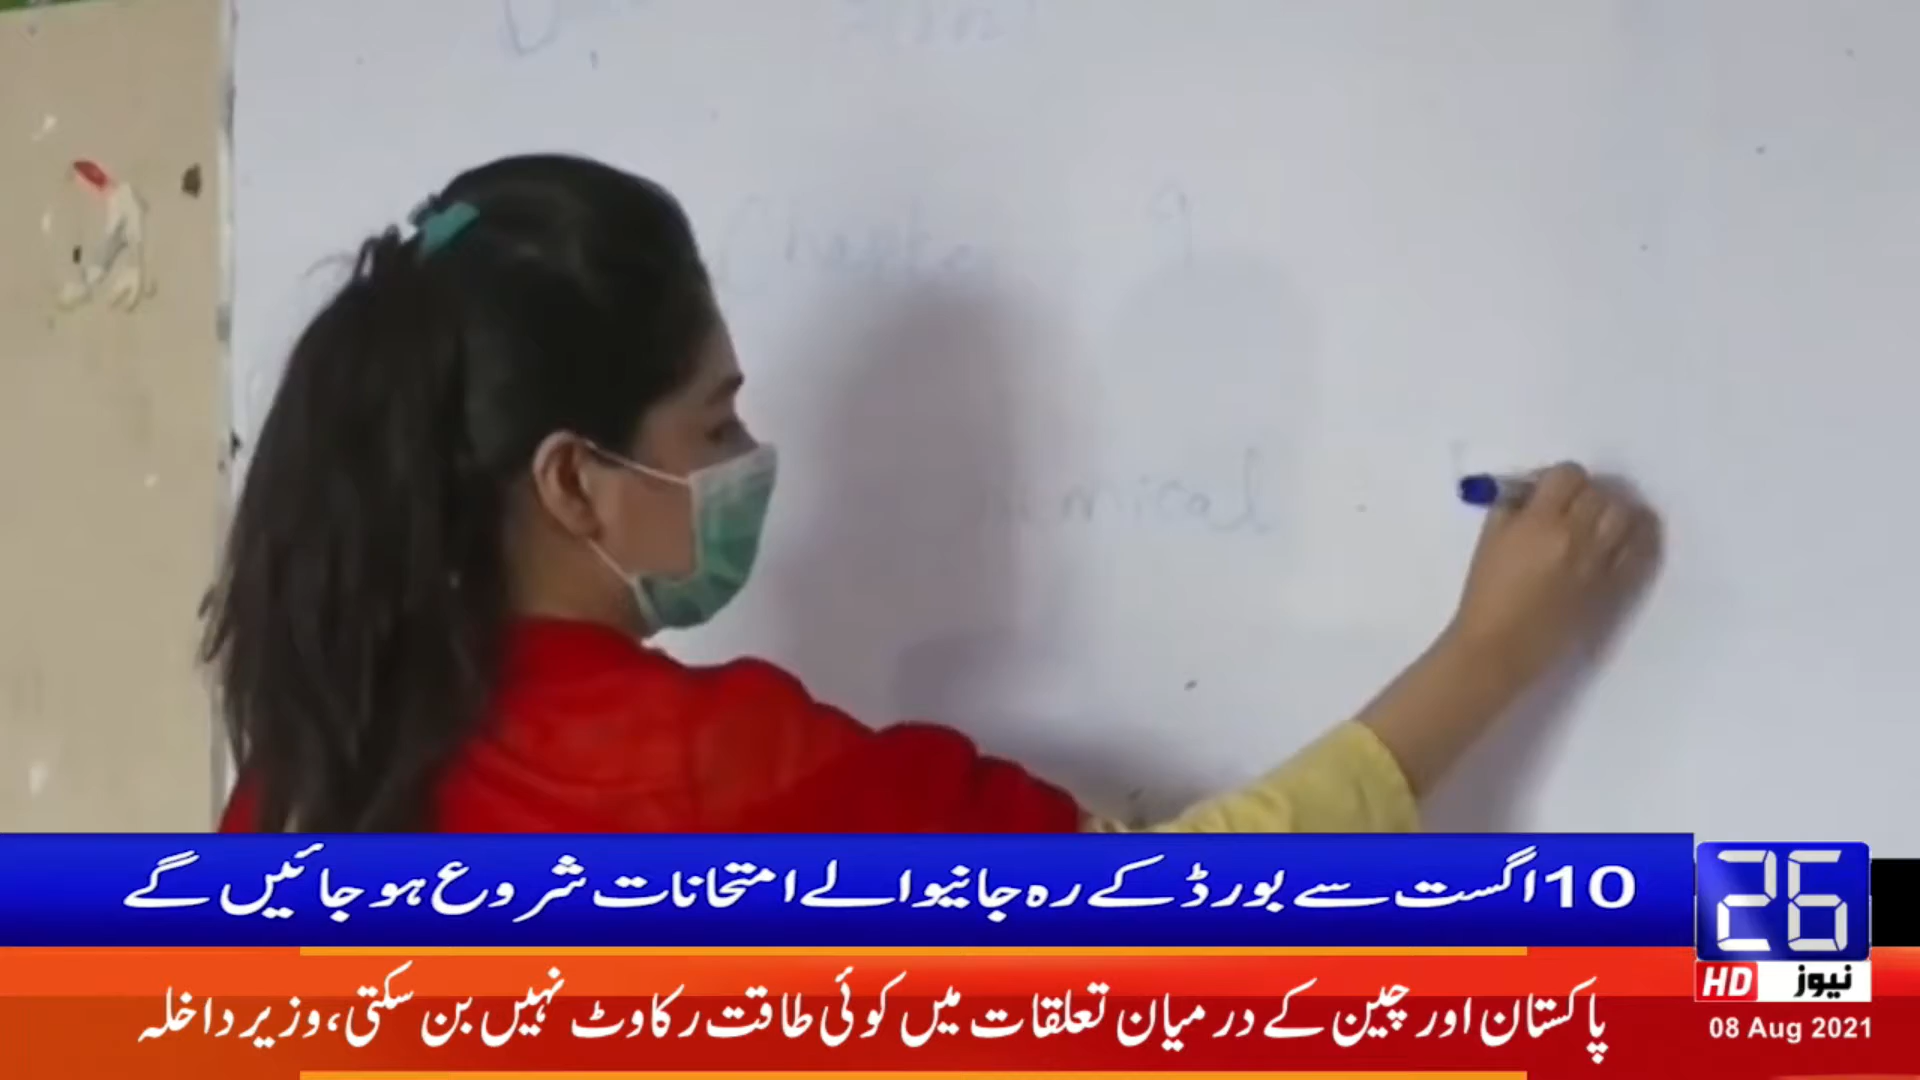 10 اگست سے بورڈ کے رہ جانیوالے امتحانات شروع ہو جائیں گے
پاکستان اور چین کے درمیان تعلقات میں کوئی طاقت رکاوٹ نہیں بن سکتی، وزیر داخلہ
26
HD نیوز
08 Aug 2021